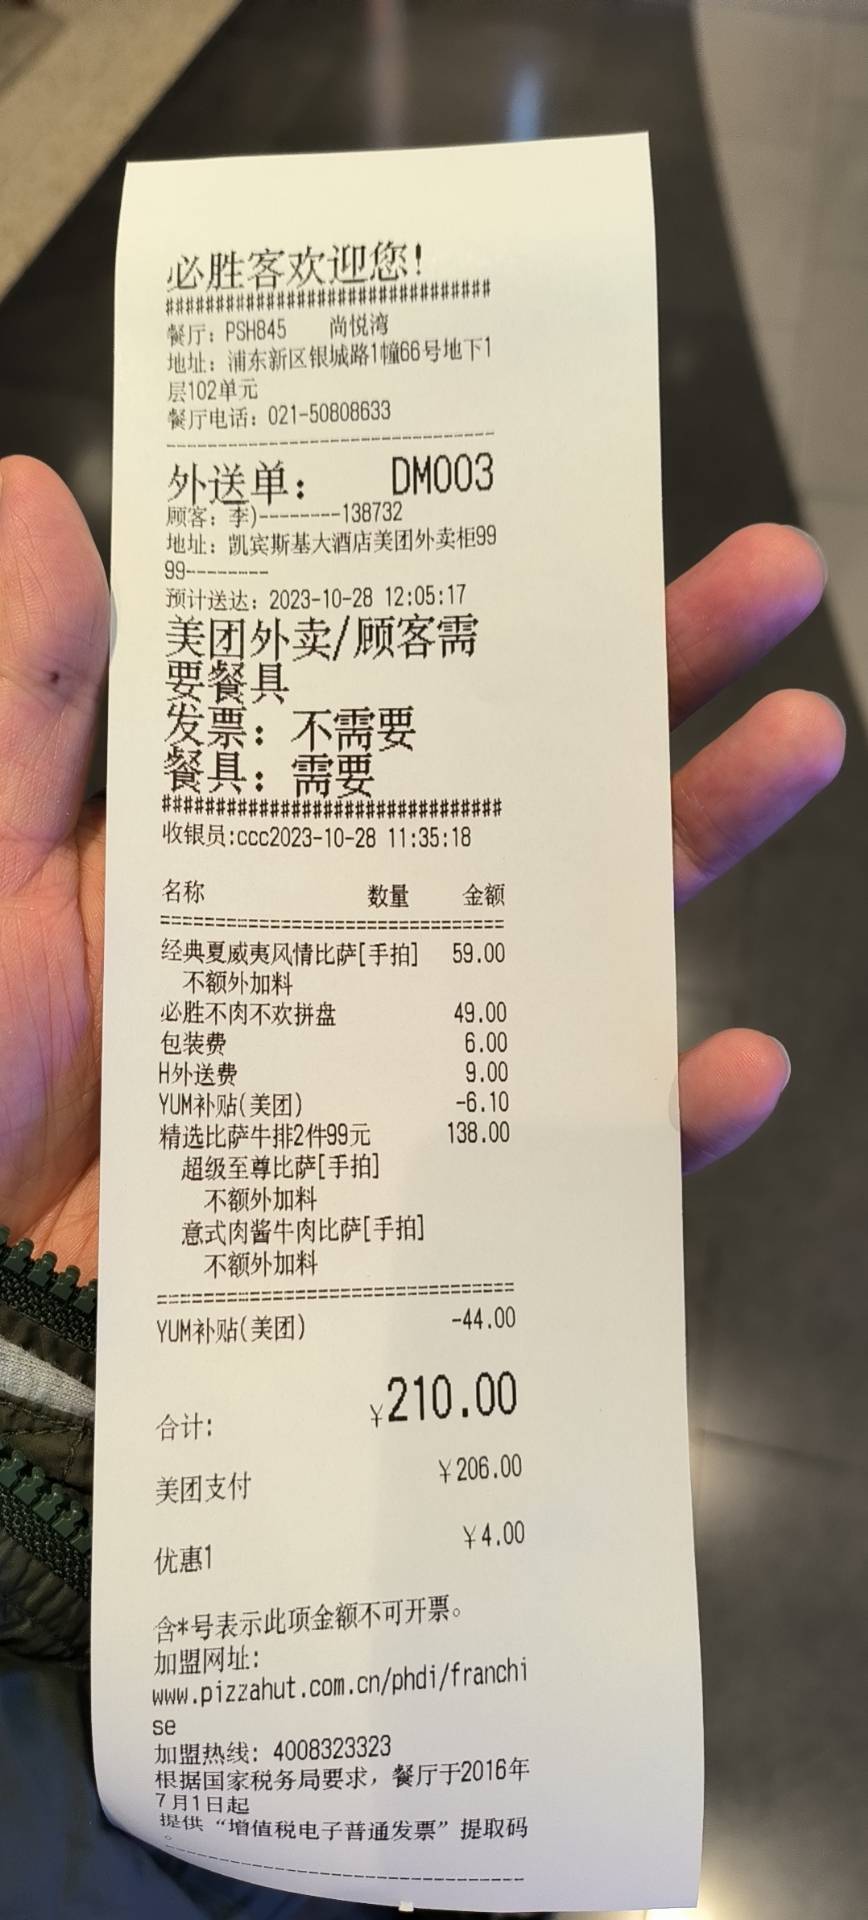 必胜客欢迎您!
################################
餐厅: PSH845 尚悦湾
地址: 浦东新区银城路1幢66号地下1
层102单元
餐厅电话: 021-50808633
--------------------------------
外送单: DM003
顾客: 李)--------138732
地址: 凯宾斯基大酒店美团外卖柜99
99--------
预计送达: 2023-10-28 12:05:17
美团外卖/顾客需
要餐具
发票: 不需要
餐具: 需要
################################
收银员:ccc2023-10-28 11:35:18
名称 数量 金额
================================
经典夏威夷风情比萨[手拍] 59.00
不额外加料
必胜不肉不欢拼盘 49.00
包装费 6.00
H外送费 9.00
YUM补贴(美团) -6.10
精选比萨牛排2件99元 138.00
超级至尊比萨[手拍]
不额外加料
意式肉酱牛肉比萨[手拍]
不额外加料
================================
YUM补贴(美团) -44.00
合计: ¥210.00
美团支付 ¥206.00
优惠1 ¥4.00
含*号表示此项金额不可开票。
加盟网址:
www.pizzahut.com.cn/phdi/franchi
se
加盟热线: 4008323323
根据国家税务局要求，餐厅于2016年
7月1日起
提供“增值税电子普通发票”提取码
。
--------------------------------